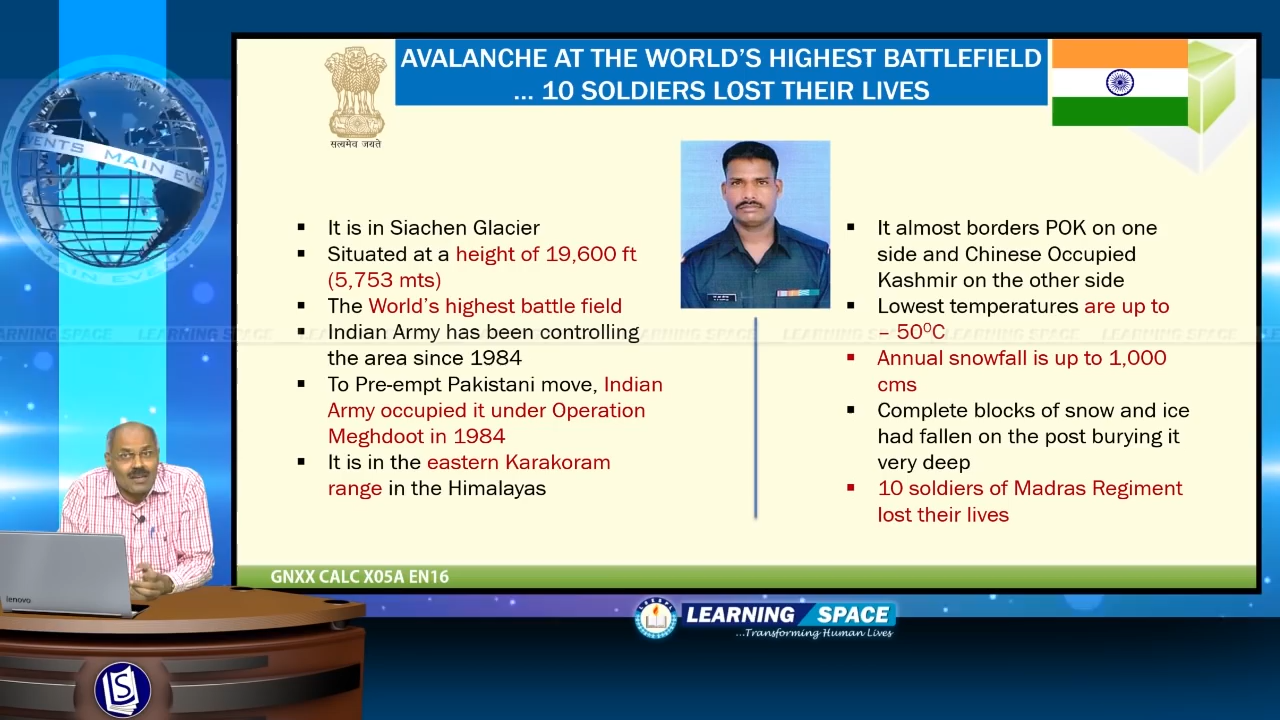 AVALANCHE AT THE WORLD’S HIGHEST BATTLEFIELD
... 10 SOLDIERS LOST THEIR LIVES
सत्यमेव जयते
EVENTS MAIN EVE
▪ It is in Siachen Glacier
▪ Situated at a height of 19,600 ft
(5,753 mts)
▪ The World’s highest battle field
▪ Indian Army has been controlling
the area since 1984
▪ To Pre-empt Pakistani move, Indian
Army occupied it under Operation
Meghdoot in 1984
▪ It is in the eastern Karakoram
range in the Himalayas
▪ It almost borders POK on one
side and Chinese Occupied
Kashmir on the other side
▪ Lowest temperatures are up to
– 50⁰C
▪ Annual snowfall is up to 1,000
cms
▪ Complete blocks of snow and ice
had fallen on the post burying it
very deep
▪ 10 soldiers of Madras Regiment
lost their lives
GNXX CALC X05A EN16
lenovo
LEARNING SPACE
...Transforming Human Lives
LS